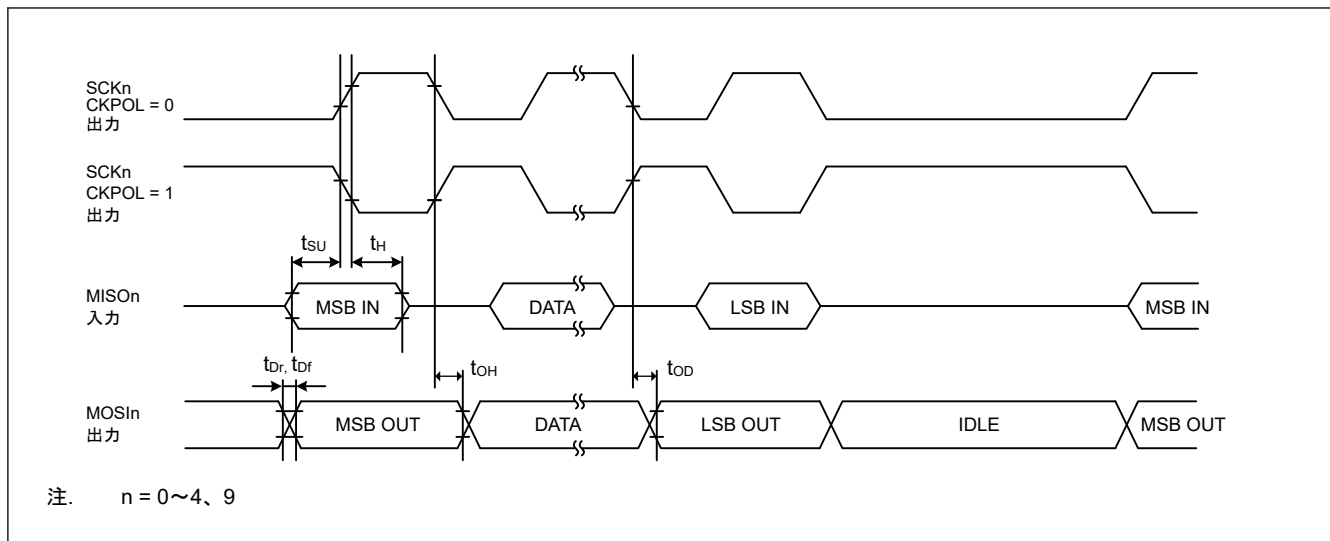 SCKn
CKPOL = 0
出力
SCKn
CKPOL = 1
出力
tSU
tH
MISOn
入力
MSB IN
DATA
LSB IN
MSB IN
tDr, tDf
tOH
tOD
MOSIn
出力
MSB OUT
DATA
LSB OUT
IDLE
MSB OUT
注. n = 0～4、9